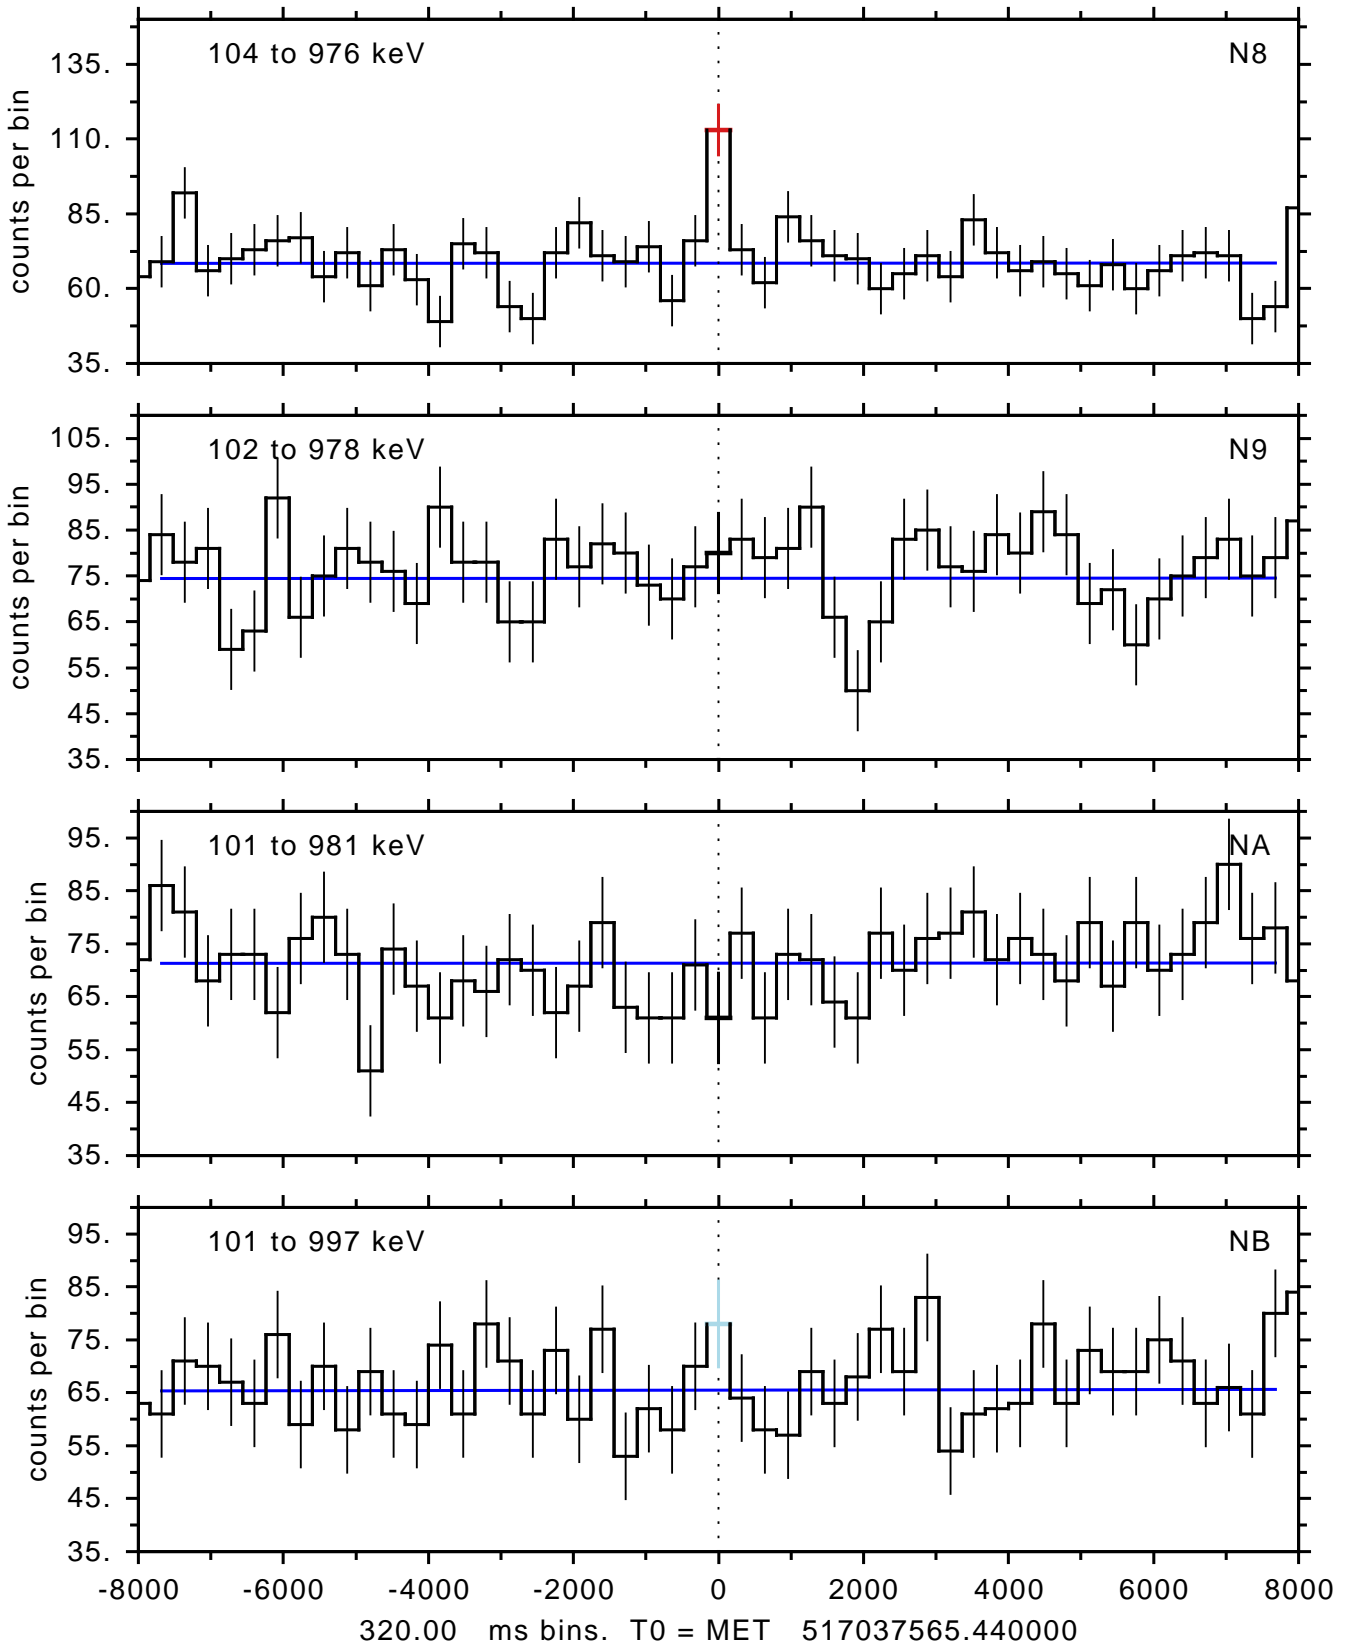 104 to 976 keV N8
135.
110.
85.
60.
35.
counts per bin
102 to 978 keV N9
105.
95.
85.
75.
65.
55.
45.
35.
counts per bin
101 to 981 keV NA
95.
85.
75.
65.
55.
45.
35.
counts per bin
101 to 997 keV NB
95.
85.
75.
65.
55.
45.
35.
counts per bin
-8000 -6000 -4000 -2000 0 2000 4000 6000 8000
320.00 ms bins. T0 = MET 517037565.440000